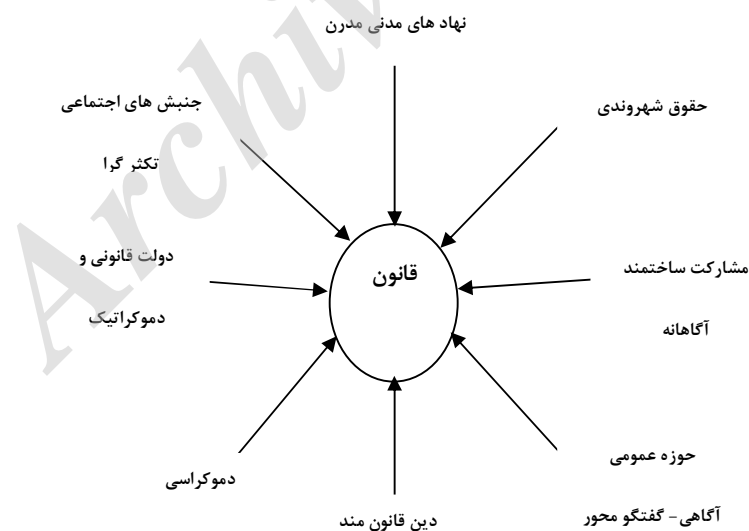 نهاد های مدنی مدرن
جنبش های اجتماعی
تکثر گرا
حقوق شهروندی
دولت قانونی و
دموکراتیک
قانون
مشارکت ساختمند
آگاهانه
دموکراسی
دین قانون مند
حوزه عمومی
آگاهی- گفتگو محور
Archiv